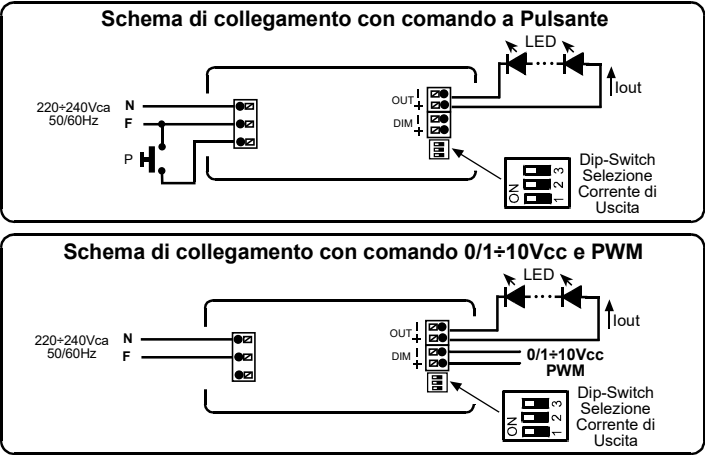 Schema di collegamento con comando a Pulsante
LED
Iout
OUT - +
DIM - +
220÷240Vca
50/60Hz
N
F
P
ON
1 2 3
Dip-Switch
Selezione
Corrente di
Uscita
Schema di collegamento con comando 0/1÷10Vcc e PWM
LED
Iout
OUT - +
DIM - +
220÷240Vca
50/60Hz
N
F
0/1÷10Vcc
PWM
ON
1 2 3
Dip-Switch
Selezione
Corrente di
Uscita